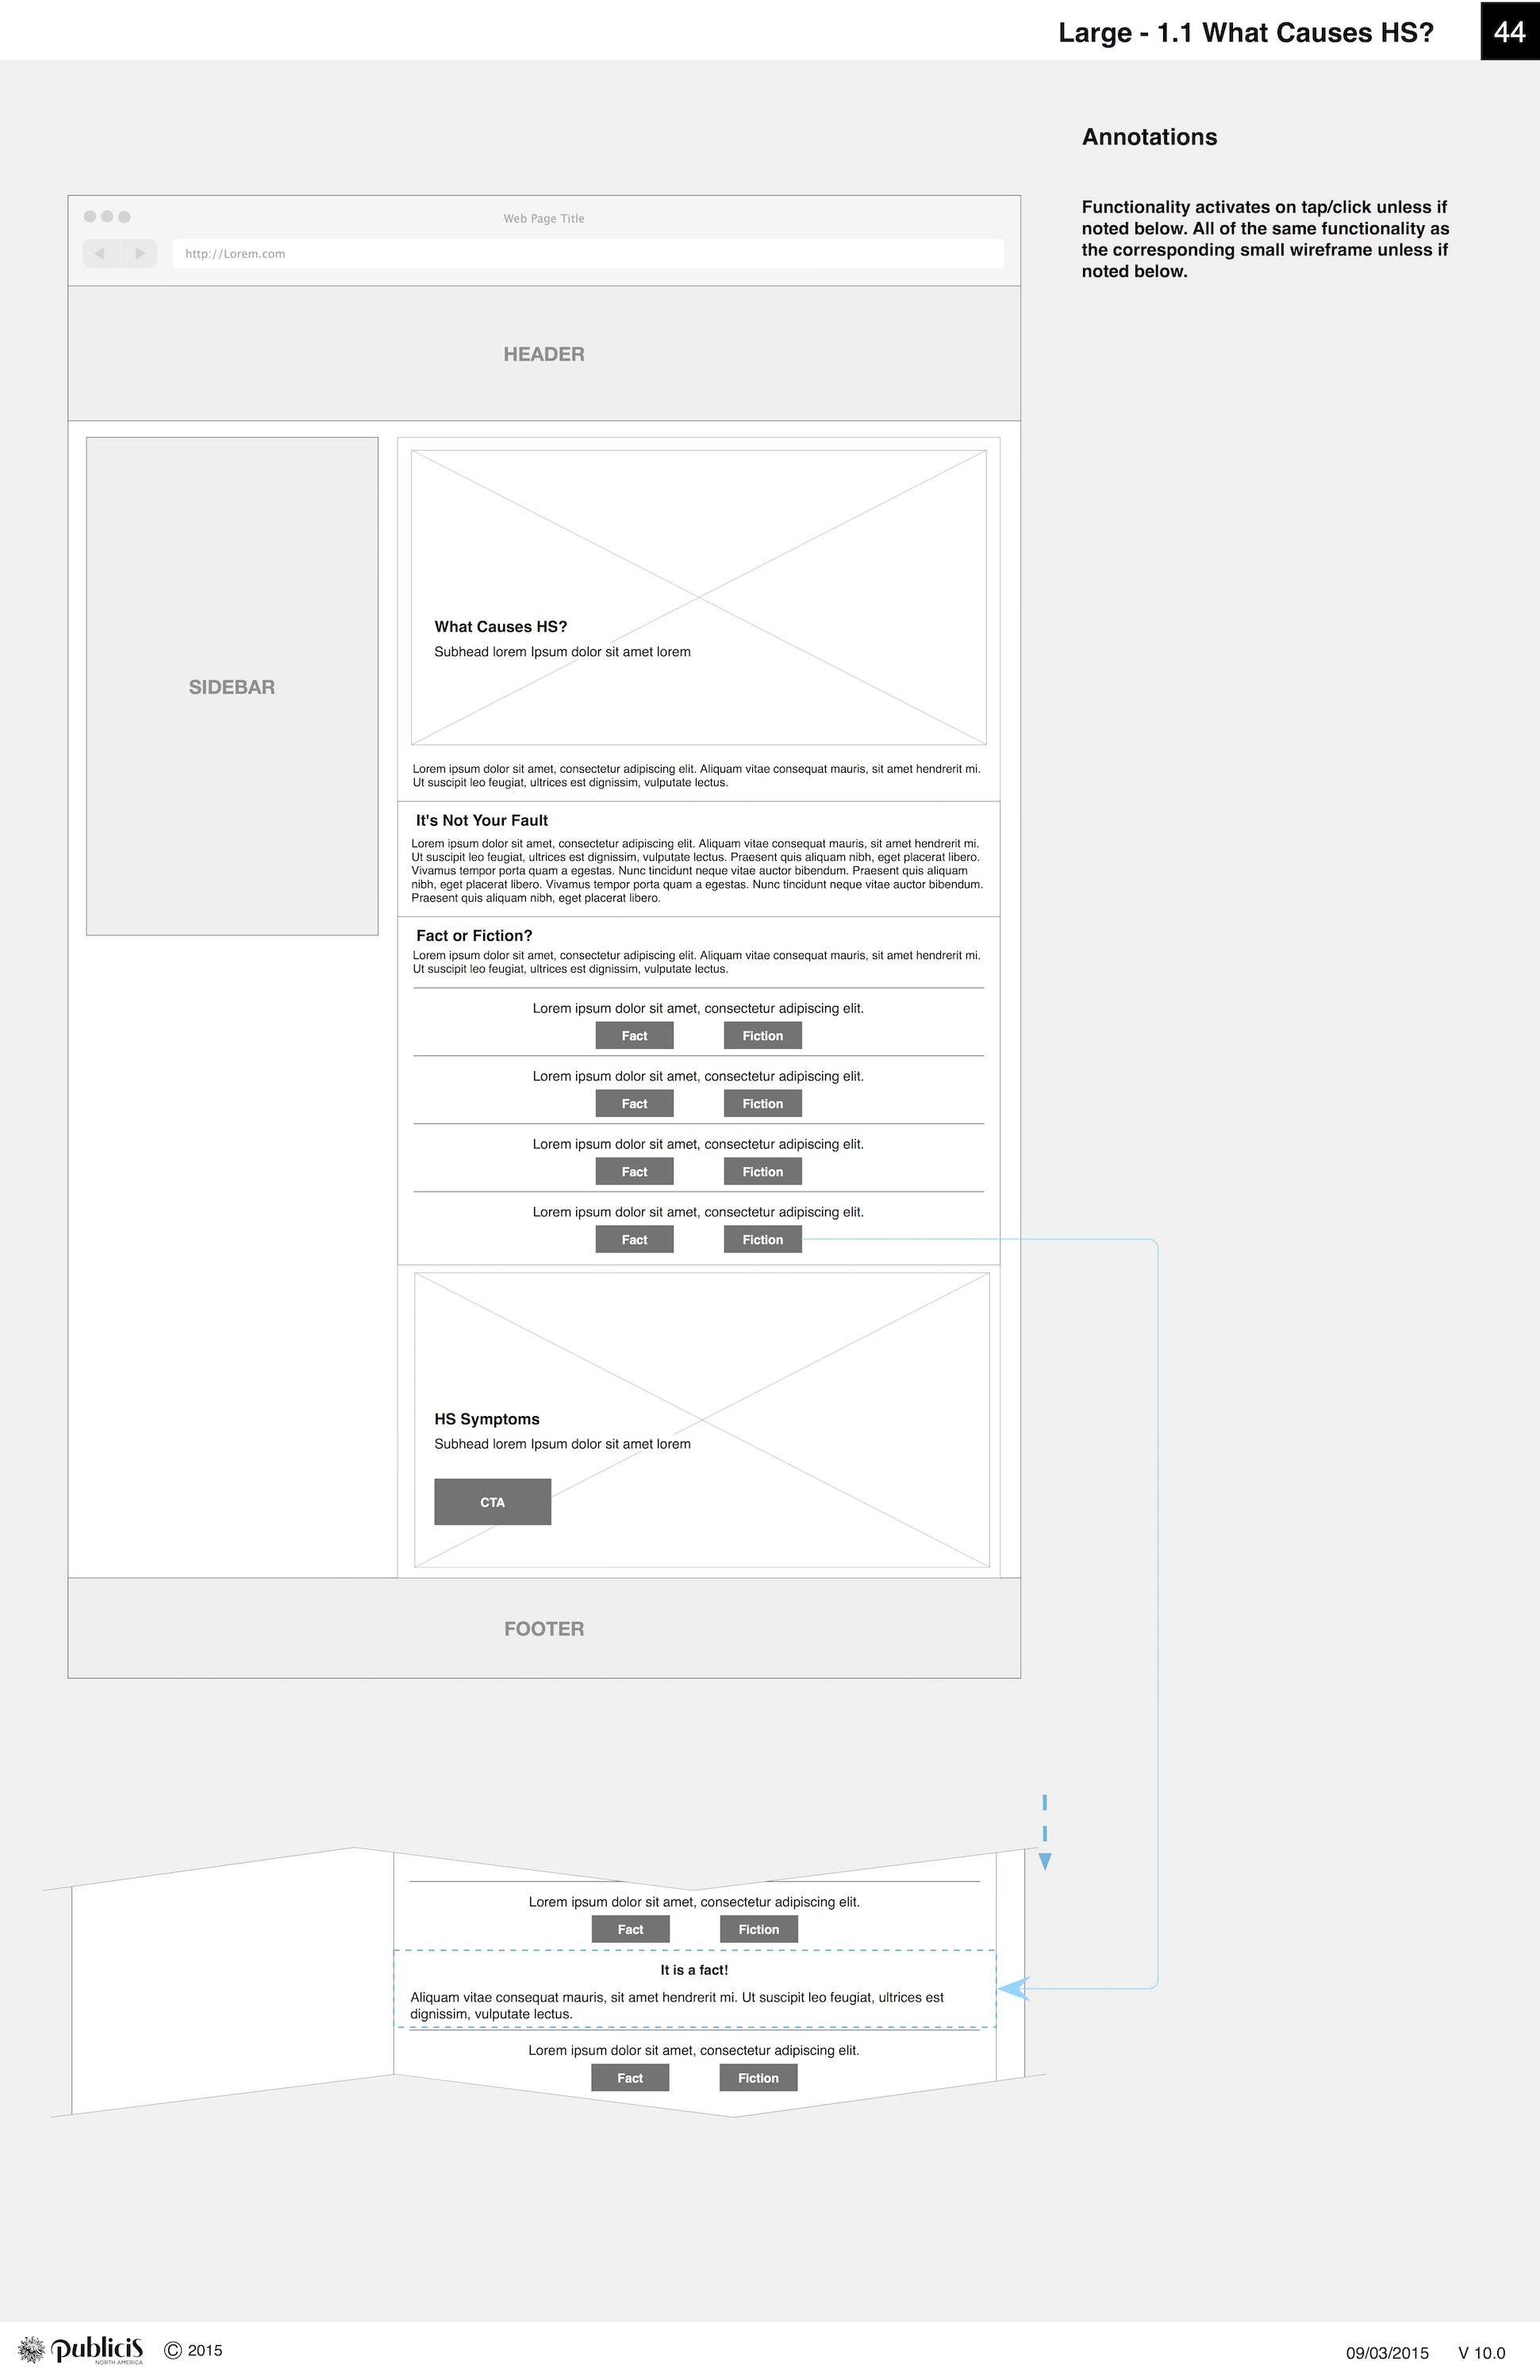 Large - 1.1 What Causes HS?
44
Annotations
Functionality activates on tap/click unless if
noted below. All of the same functionality as
the corresponding small wireframe unless if
noted below.
Web Page Title
http://Lorem.com
HEADER
SIDEBAR
What Causes HS?
Subhead lorem Ipsum dolor sit amet lorem
Lorem ipsum dolor sit amet, consectetur adipiscing elit. Aliquam vitae consequat mauris, sit amet hendrerit mi.
Ut suscipit leo feugiat, ultrices est dignissim, vulputate lectus.
It's Not Your Fault
Lorem ipsum dolor sit amet, consectetur adipiscing elit. Aliquam vitae consequat mauris, sit amet hendrerit mi.
Ut suscipit leo feugiat, ultrices est dignissim, vulputate lectus. Praesent quis aliquam nibh, eget placerat libero.
Vivamus tempor porta quam a egestas. Nunc tincidunt neque vitae auctor bibendum. Praesent quis aliquam
nibh, eget placerat libero. Vivamus tempor porta quam a egestas. Nunc tincidunt neque vitae auctor bibendum.
Praesent quis aliquam nibh, eget placerat libero.
Fact or Fiction?
Lorem ipsum dolor sit amet, consectetur adipiscing elit. Aliquam vitae consequat mauris, sit amet hendrerit mi.
Ut suscipit leo feugiat, ultrices est dignissim, vulputate lectus.
Lorem ipsum dolor sit amet, consectetur adipiscing elit.
Fact Fiction
Lorem ipsum dolor sit amet, consectetur adipiscing elit.
Fact Fiction
Lorem ipsum dolor sit amet, consectetur adipiscing elit.
Fact Fiction
Lorem ipsum dolor sit amet, consectetur adipiscing elit.
Fact Fiction
HS Symptoms
Subhead lorem Ipsum dolor sit amet lorem
CTA
FOOTER
Lorem ipsum dolor sit amet, consectetur adipiscing elit.
Fact Fiction
It is a fact!
Aliquam vitae consequat mauris, sit amet hendrerit mi. Ut suscipit leo feugiat, ultrices est
dignissim, vulputate lectus.
Lorem ipsum dolor sit amet, consectetur adipiscing elit.
Fact Fiction
publicis
NORTH AMERICA
© 2015
09/03/2015 V 10.0